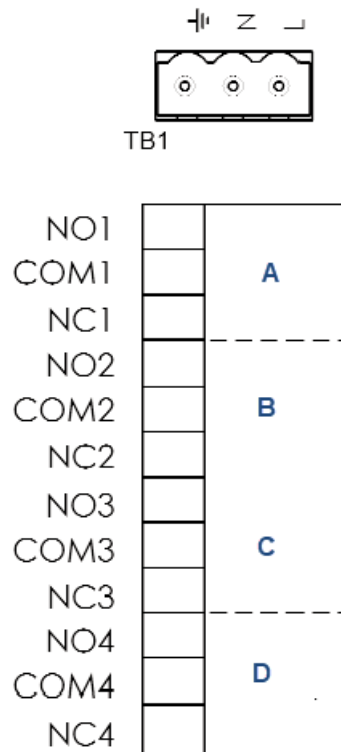 ⏚ N L
TB1
NO1
COM1 A
NC1
NO2
COM2 B
NC2
NO3
COM3 C
NC3
NO4
COM4 D
NC4